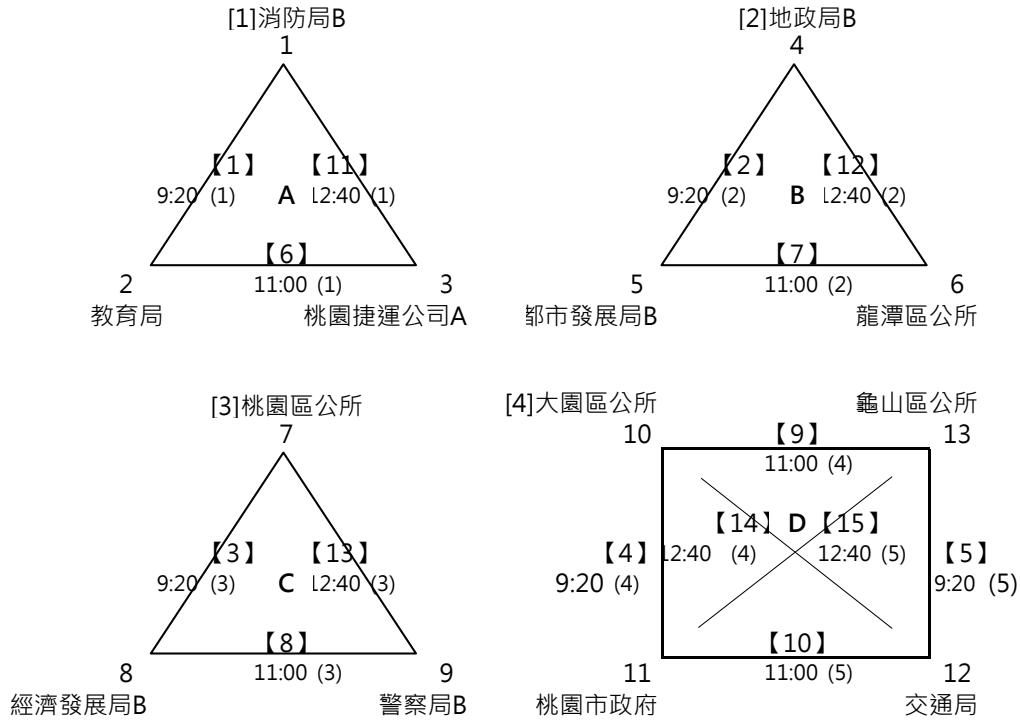 [1]消防局B
1
【1】
【11】
9:20 (1)
A
12:40 (1)
【6】
2
11:00 (1)
3
教育局
桃園捷運公司A
[2]地政局B
4
【2】
【12】
9:20 (2)
B
12:40 (2)
【7】
5
11:00 (2)
6
都市發展局B
龍潭區公所
[3]桃園區公所
7
【3】
【13】
9:20 (3)
C
12:40 (3)
【8】
8
11:00 (3)
9
經濟發展局B
警察局B
[4]大園區公所
龜山區公所
10
【9】
13
11:00 (4)
【14】
D
【15】
【4】
12:40 (4)
12:40 (5)
【5】
9:20 (4)
9:20 (5)
【10】
11
11:00 (5)
12
桃園市政府
交通局